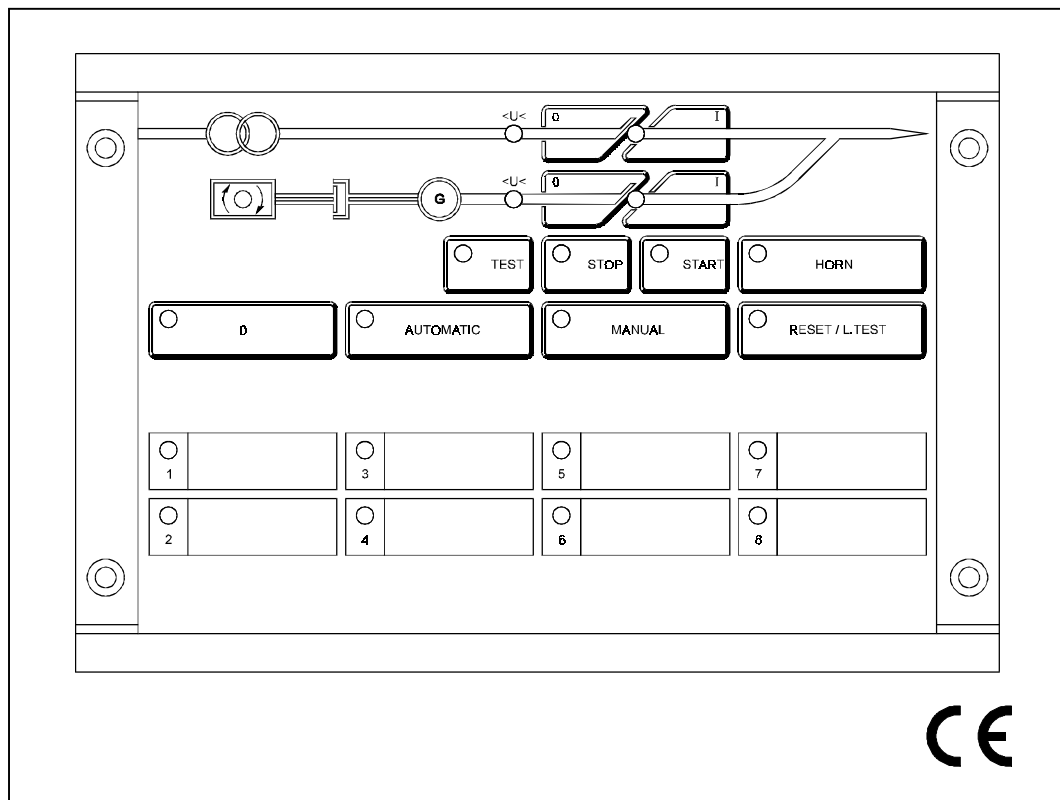 <U< 0 I
<U< 0 I
G
TEST STOP START HORN
0 AUTOMATIC MANUAL RESET / L.TEST
1 3 5 7
2 4 6 8
CE